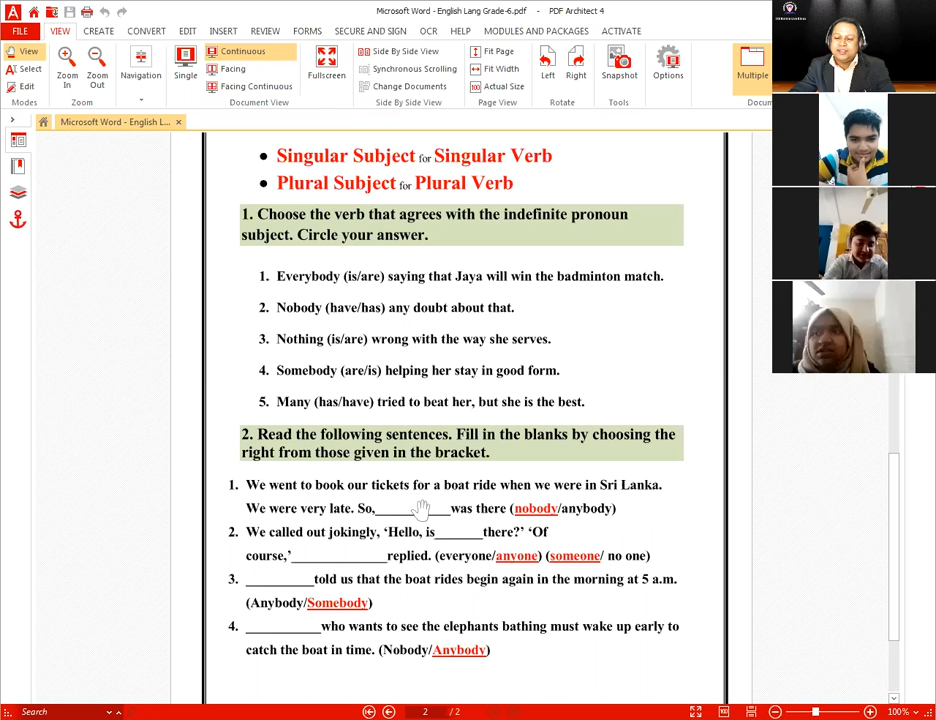 Microsoft Word - English Lang Grade-6.pdf - PDF Architect 4
FILE VIEW CREATE CONVERT EDIT INSERT REVIEW FORMS SECURE AND SIGN OCR HELP MODULES AND PACKAGES ACTIVATE
View Select Edit Modes
Zoom In Zoom Out Zoom
Navigation
Single Continuous Facing Facing Continuous Fullscreen Document View
Side By Side View Synchronous Scrolling Change Documents Side By Side View
Fit Page Fit Width Actual Size Page View
Left Right Rotate
Snapshot Tools
Options
Multiple
Microsoft Word - English L...
• Singular Subject for Singular Verb
• Plural Subject for Plural Verb
1. Choose the verb that agrees with the indefinite pronoun
subject. Circle your answer.
1. Everybody (is/are) saying that Jaya will win the badminton match.
2. Nobody (have/has) any doubt about that.
3. Nothing (is/are) wrong with the way she serves.
4. Somebody (are/is) helping her stay in good form.
5. Many (has/have) tried to beat her, but she is the best.
2. Read the following sentences. Fill in the blanks by choosing the
right from those given in the bracket.
1. We went to book our tickets for a boat ride when we were in Sri Lanka.
We were very late. So,__________was there (nobody/anybody)
2. We called out jokingly, ‘Hello, is_______there?’ ‘Of
course,’______________replied. (everyone/anyone) (someone/ no one)
3. __________told us that the boat rides begin again in the morning at 5 a.m.
(Anybody/Somebody)
4. ___________who wants to see the elephants bathing must wake up early to
catch the boat in time. (Nobody/Anybody)
Search
2 / 2
100%